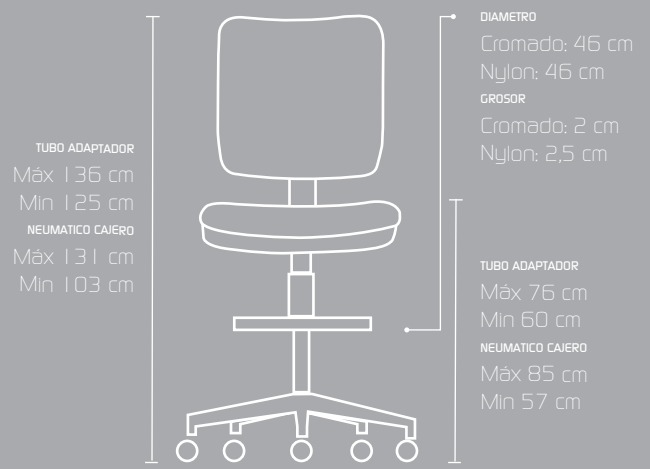 TUBO ADAPTADOR
Máx 136 cm
Min 125 cm
NEUMATICO CAJERO
Máx 131 cm
Min 103 cm
DIAMETRO
Cromado: 46 cm
Nylon: 46 cm
GROSOR
Cromado: 2 cm
Nylon: 2,5 cm
TUBO ADAPTADOR
Máx 76 cm
Min 60 cm
NEUMATICO CAJERO
Máx 85 cm
Min 57 cm